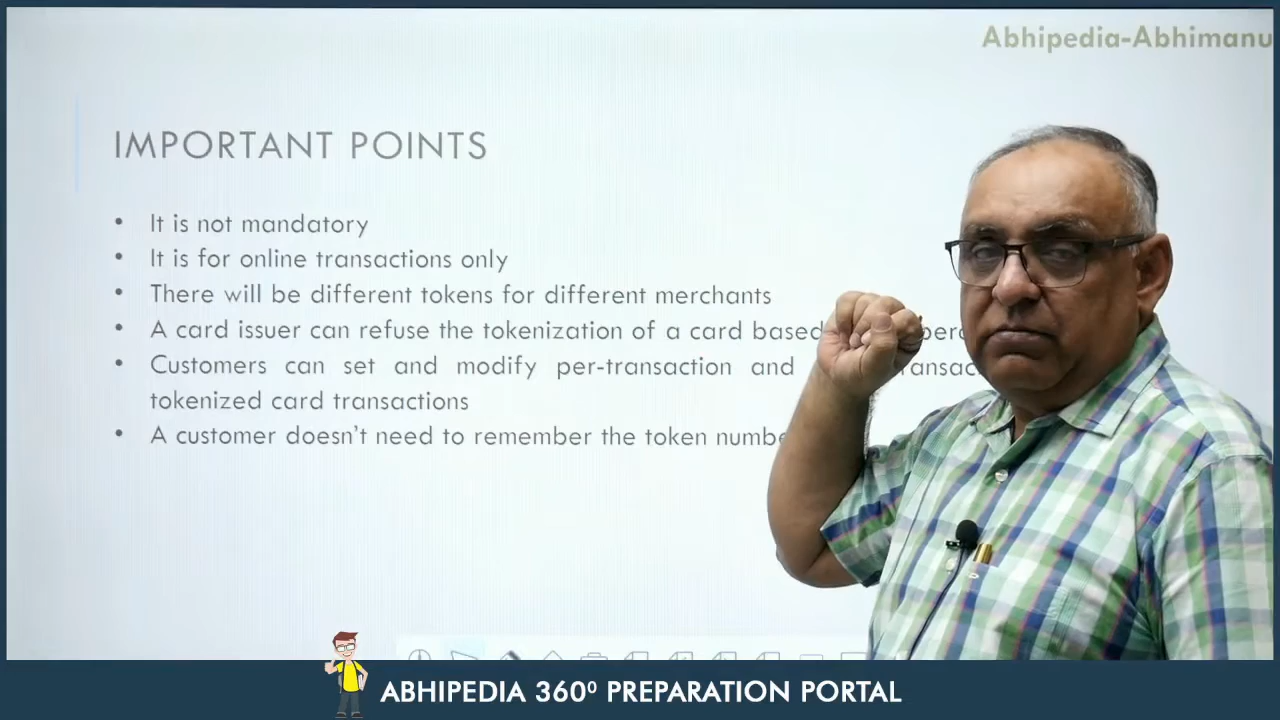 Abhipedia-Abhimanu
IMPORTANT POINTS
• It is not mandatory
• It is for online transactions only
• There will be different tokens for different merchants
• A card issuer can refuse the tokenization of a card based
• Customers can set and modify per-transaction and
tokenized card transactions
• A customer doesn't need to remember the token
ABHIPEDIA 360⁰ PREPARATION PORTAL